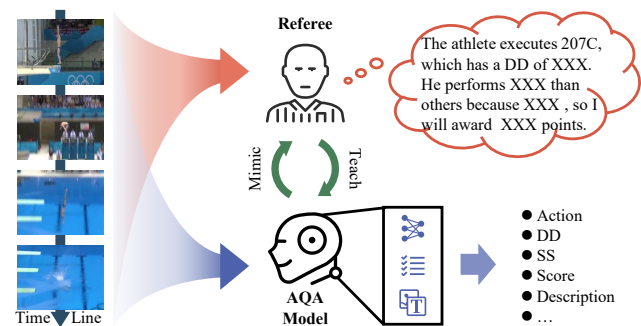 Referee
The athlete executes 207C,
which has a DD of XXX.
He performs XXX than
others because XXX , so I
will award XXX points.
Mimic
Teach
AQA
Model
T
● Action
● DD
● SS
● Score
● Description
● ...
Time Line